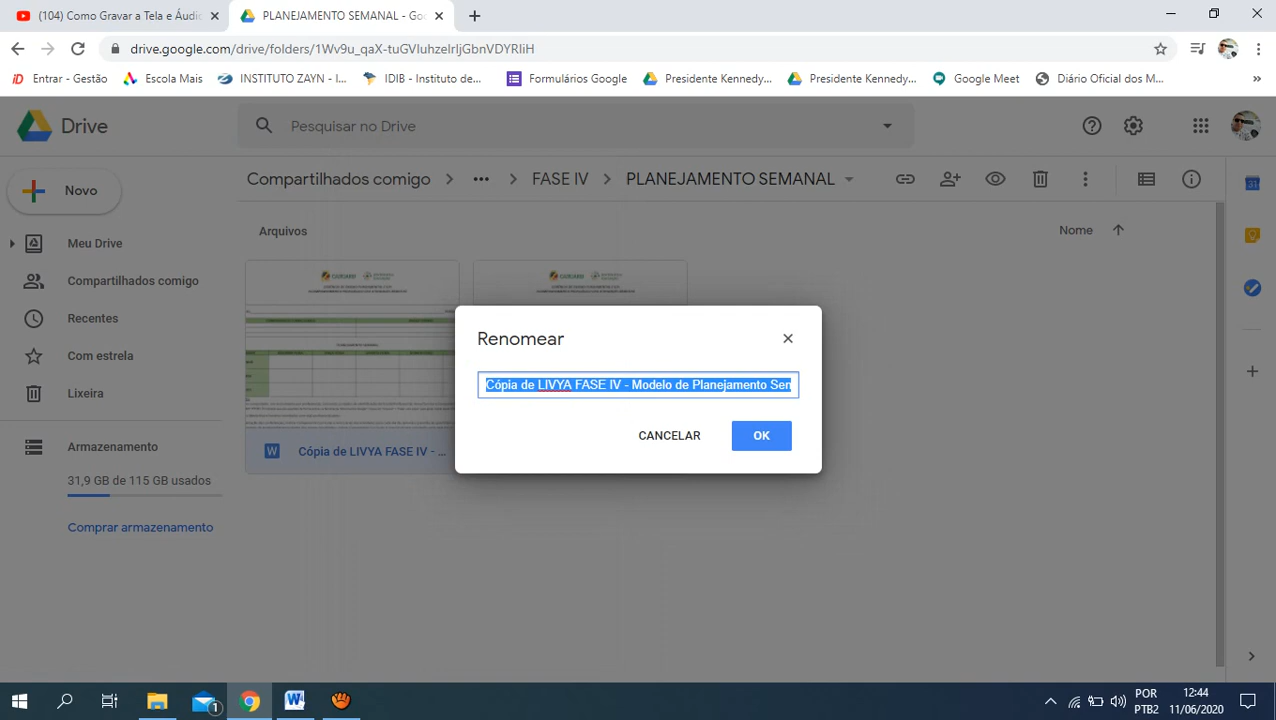 (104) Como Gravar a Tela e Áudi
PLANEJAMENTO SEMANAL - Go
drive.google.com/drive/folders/1Wv9u_qaX-tuGVIuhzelrIjGbnVDYRIiH
Entrar - Gestão
Escola Mais
INSTITUTO ZAYN - I...
IDIB - Instituto de...
Formulários Google
Presidente Kennedy...
Presidente Kennedy...
Google Meet
Diário Oficial dos M...
»
Drive
Pesquisar no Drive
Novo
Compartilhados comigo > ••• > FASE IV > PLANEJAMENTO SEMANAL
Arquivos
Nome
Meu Drive
Compartilhados comigo
Recentes
Com estrela
Lixeira
Armazenamento
31,9 GB de 115 GB usados
Comprar armazenamento
Renomear
Cópia de LIVYA FASE IV - Modelo de Planejamento Sen
CANCELAR
OK
W
Cópia de LIVYA FASE IV - ...
POR
PTB2
12:44
11/06/2020